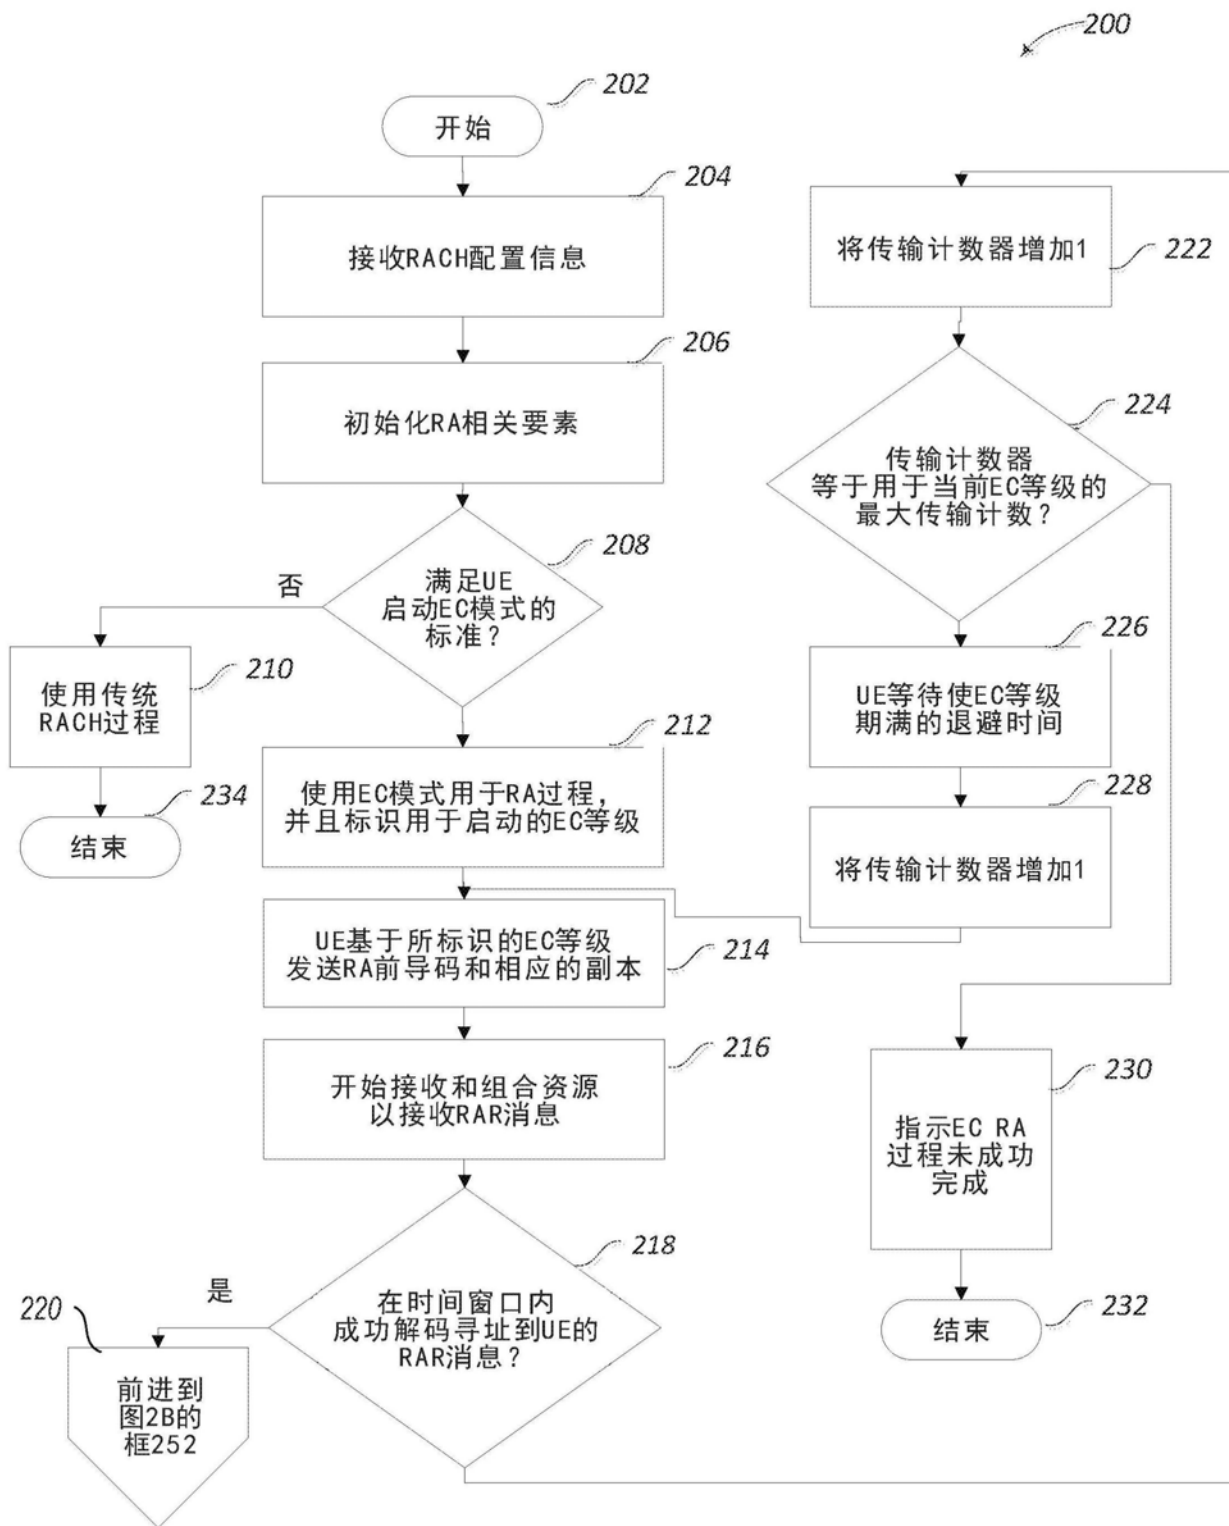 200
202
开始
204
接收RACH配置信息
206
初始化RA相关要素
208
满足UE
启动EC模式的
标准？
否
210
使用传统
RACH过程
234
结束
212
使用EC模式用于RA过程，
并且标识用于启动的EC等级
UE基于所标识的EC等级
发送RA前导码和相应的副本
214
216
开始接收和组合资源
以接收RAR消息
218
在时间窗口内
成功解码寻址到UE的
RAR消息？
是
220
前进到
图2B的
框252
将传输计数器增加1
222
224
传输计数器
等于用于当前EC等级的
最大传输计数？
226
UE等待使EC等级
期满的退避时间
228
将传输计数器增加1
230
指示EC RA
过程未成功
完成
232
结束